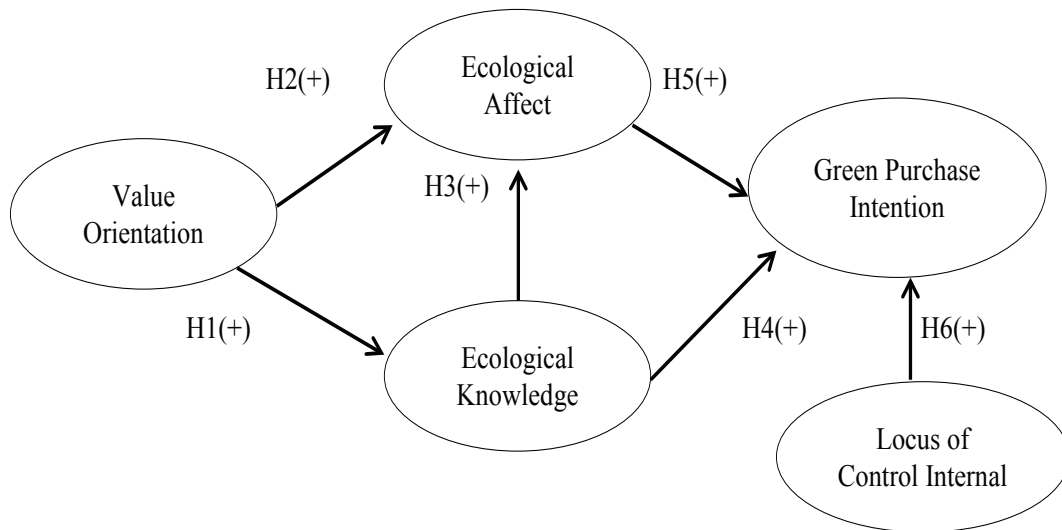 Ecological
Affect
H2(+)
H5(+)
Green Purchase
Intention
H3(+)
Value
Orientation
H1(+)
H4(+)
H6(+)
Ecological
Knowledge
Locus of
Control Internal